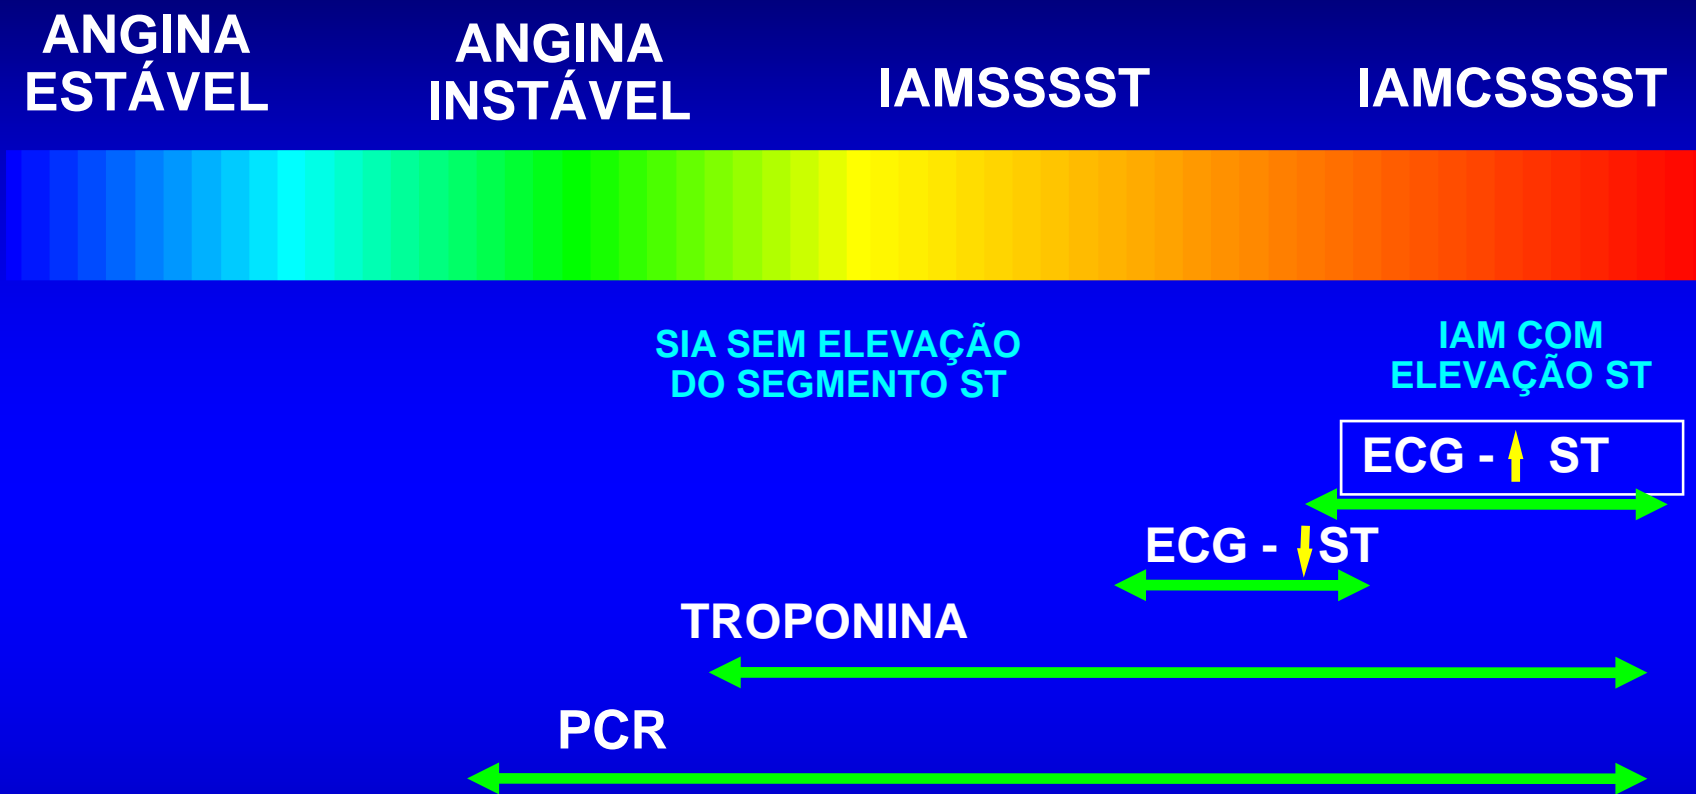 ANGINA
ESTÁVEL
ANGINA
INSTÁVEL
IAMSSSST
IAMCSSSST
SIA SEM ELEVAÇÃO
DO SEGMENTO ST
IAM COM
ELEVAÇÃO ST
ECG - ↑ ST
ECG - ↓ST
TROPONINA
PCR